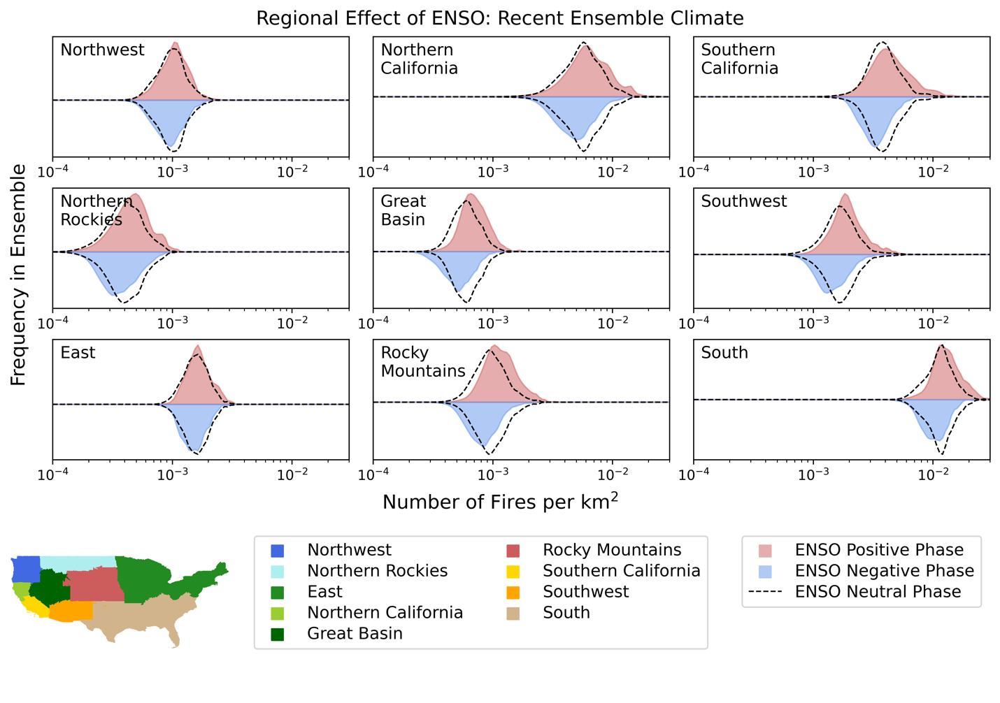 Regional Effect of ENSO: Recent Ensemble Climate
Frequency in Ensemble
Northwest
10⁻⁴ 10⁻³ 10⁻²
Northern
California
10⁻⁴ 10⁻³ 10⁻²
Southern
California
10⁻⁴ 10⁻³ 10⁻²
Northern
Rockies
10⁻⁴ 10⁻³ 10⁻²
Great
Basin
10⁻⁴ 10⁻³ 10⁻²
Southwest
10⁻⁴ 10⁻³ 10⁻²
East
10⁻⁴ 10⁻³ 10⁻²
Rocky
Mountains
10⁻⁴ 10⁻³ 10⁻²
South
10⁻⁴ 10⁻³ 10⁻²
Number of Fires per km²
Northwest
Northern Rockies
East
Northern California
Great Basin
Rocky Mountains
Southern California
Southwest
South
ENSO Positive Phase
ENSO Negative Phase
ENSO Neutral Phase